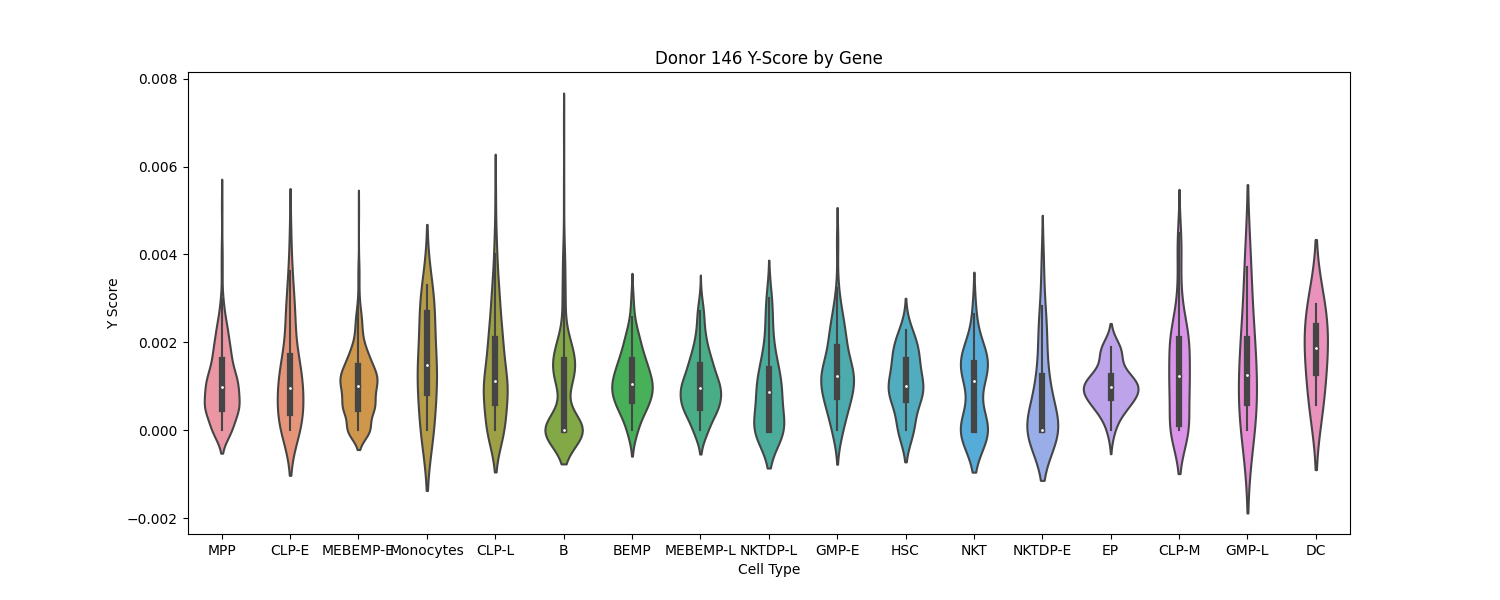 Donor 146 Y-Score by Gene
0.008
0.006
0.004
0.002
0.000
−0.002
Y Score
MPP CLP-E MEBEMP-E Monocytes CLP-L B BEMP MEBEMP-L NKTDP-L GMP-E HSC NKT NKTDP-E EP CLP-M GMP-L DC
Cell Type